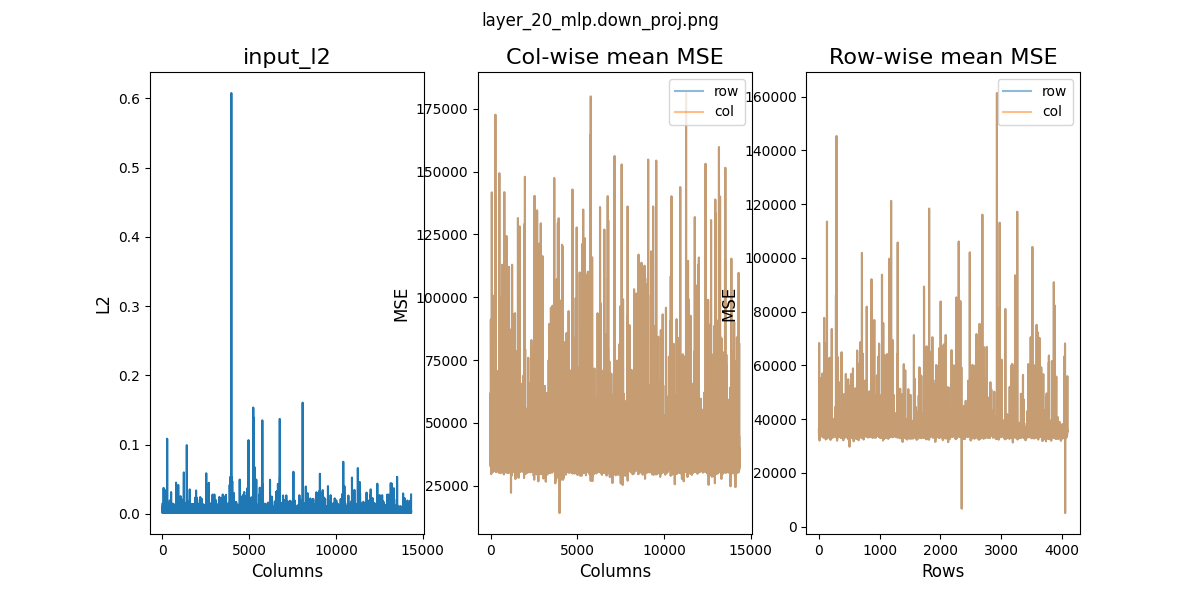 layer_20_mlp.down_proj.png
input_l2
L2
0.6
0.5
0.4
0.3
0.2
0.1
0.0
0
5000
10000
15000
Columns
Col-wise mean MSE
row
col
MSE
175000
150000
125000
100000
75000
50000
25000
0
5000
10000
15000
Columns
Row-wise mean MSE
row
col
MSE
160000
140000
120000
100000
80000
60000
40000
20000
0
0
1000
2000
3000
4000
Rows